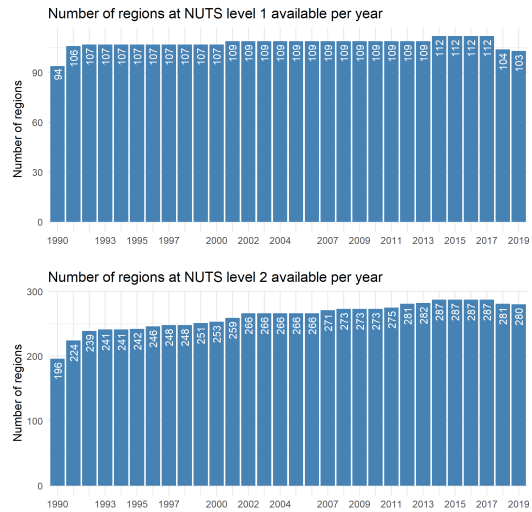 Number of regions at NUTS level 1 available per year
Number of regions
90
60
30
0
94 106 107 107 107 107 107 107 107 107 107 109 109 109 109 109 109 109 109 109 109 109 109 109 112 112 112 112 104 103
1990 1993 1995 1997 2000 2002 2004 2007 2009 2011 2013 2015 2017 2019
Number of regions at NUTS level 2 available per year
Number of regions
300
200
100
0
196 224 239 241 241 242 246 248 248 251 253 259 266 266 266 266 266 271 273 273 273 275 281 282 287 287 287 287 281 280
1990 1993 1995 1997 2000 2002 2004 2007 2009 2011 2013 2015 2017 2019